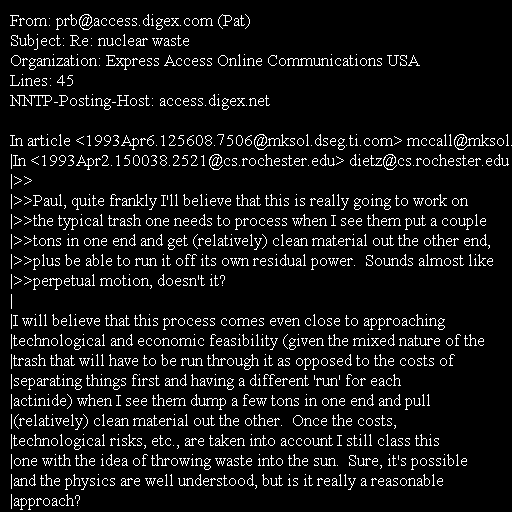 From: prb@access.digex.com (Pat)
Subject: Re: nuclear waste
Organization: Express Access Online Communications USA
Lines: 45
NNTP-Posting-Host: access.digex.net

In article <1993Apr6.125608.7506@mksol.dseg.ti.com> mccall@mksol.
|In <1993Apr2.150038.2521@cs.rochester.edu> dietz@cs.rochester.edu
|>>
|>>Paul, quite frankly I'll believe that this is really going to work on
|>>the typical trash one needs to process when I see them put a couple
|>>tons in one end and get (relatively) clean material out the other end,
|>>plus be able to run it off its own residual power.  Sounds almost like
|>>perpetual motion, doesn't it?
|
|I will believe that this process comes even close to approaching
|technological and economic feasibility (given the mixed nature of the
|trash that will have to be run through it as opposed to the costs of
|separating things first and having a different 'run' for each
|actinide) when I see them dump a few tons in one end and pull
|(relatively) clean material out the other.  Once the costs,
|technological risks, etc., are taken into account I still class this
|one with the idea of throwing waste into the sun.  Sure, it's possible
|and the physics are well understood, but is it really a reasonable
|approach?